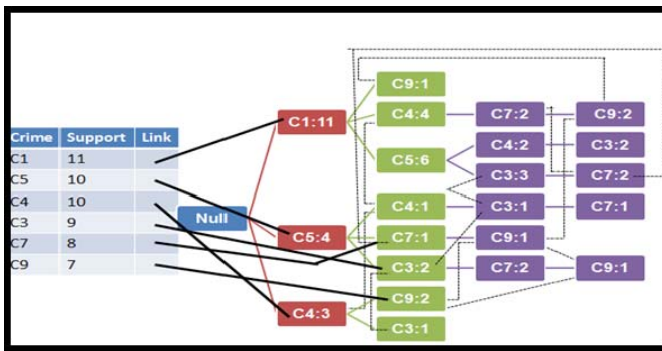 Crime Support Link
C1 11
C5 10
C4 10
C3 9
C7 8
C9 7
Null
C1:11
C5:4
C4:3
C9:1
C4:4 C7:2 C9:2
C5:6
C4:2 C3:2
C3:3 C7:2
C4:1 C3:1 C7:1
C7:1 C9:1
C3:2 C7:2 C9:1
C9:2
C3:1